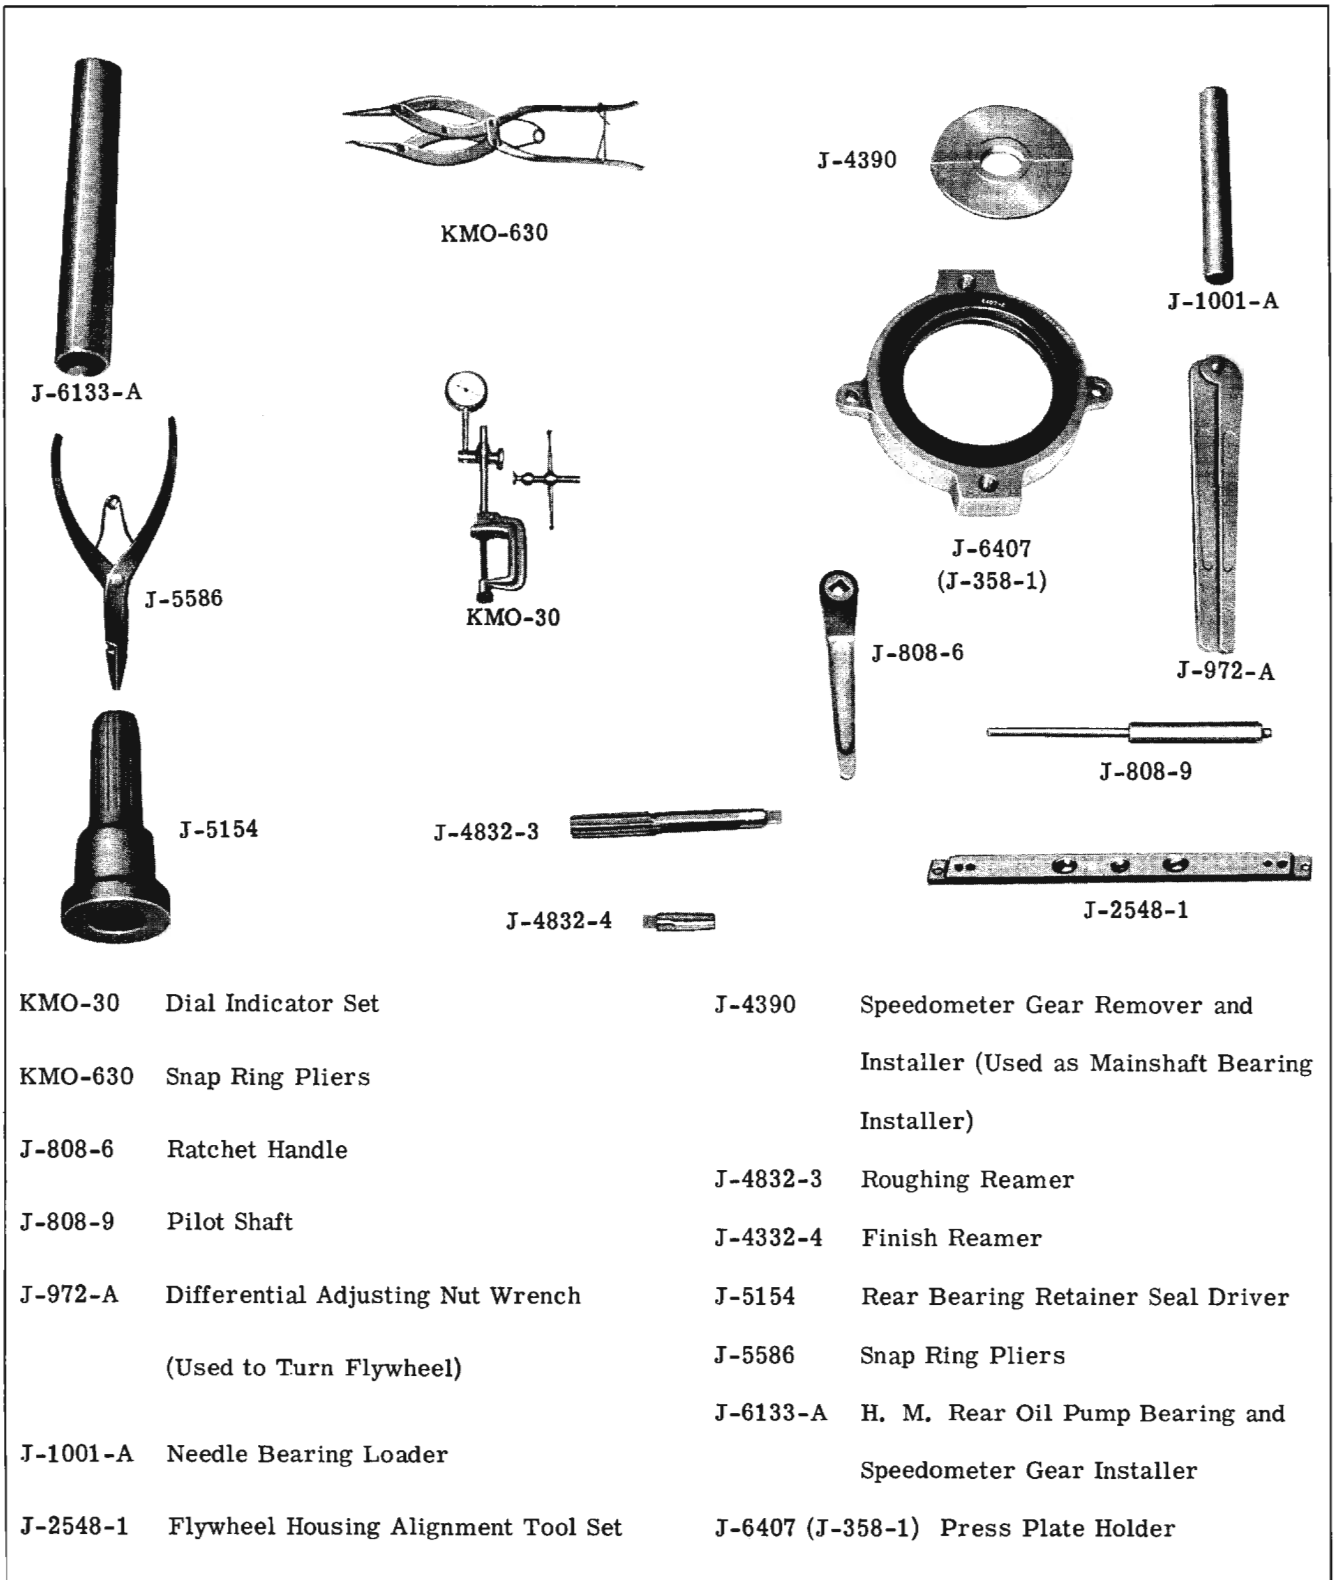 J-4390
KMO-630
J-1001-A
J-6133-A
J-6407
(J-358-1)
J-5586
KMO-30
J-808-6
J-972-A
J-808-9
J-5154
J-4832-3
J-4832-4
J-2548-1
KMO-30 Dial Indicator Set
KMO-630 Snap Ring Pliers
J-808-6 Ratchet Handle
J-808-9 Pilot Shaft
J-972-A Differential Adjusting Nut Wrench
(Used to Turn Flywheel)
J-1001-A Needle Bearing Loader
J-2548-1 Flywheel Housing Alignment Tool Set
J-4390 Speedometer Gear Remover and
Installer (Used as Mainshaft Bearing
Installer)
J-4832-3 Roughing Reamer
J-4332-4 Finish Reamer
J-5154 Rear Bearing Retainer Seal Driver
J-5586 Snap Ring Pliers
J-6133-A H. M. Rear Oil Pump Bearing and
Speedometer Gear Installer
J-6407 (J-358-1) Press Plate Holder